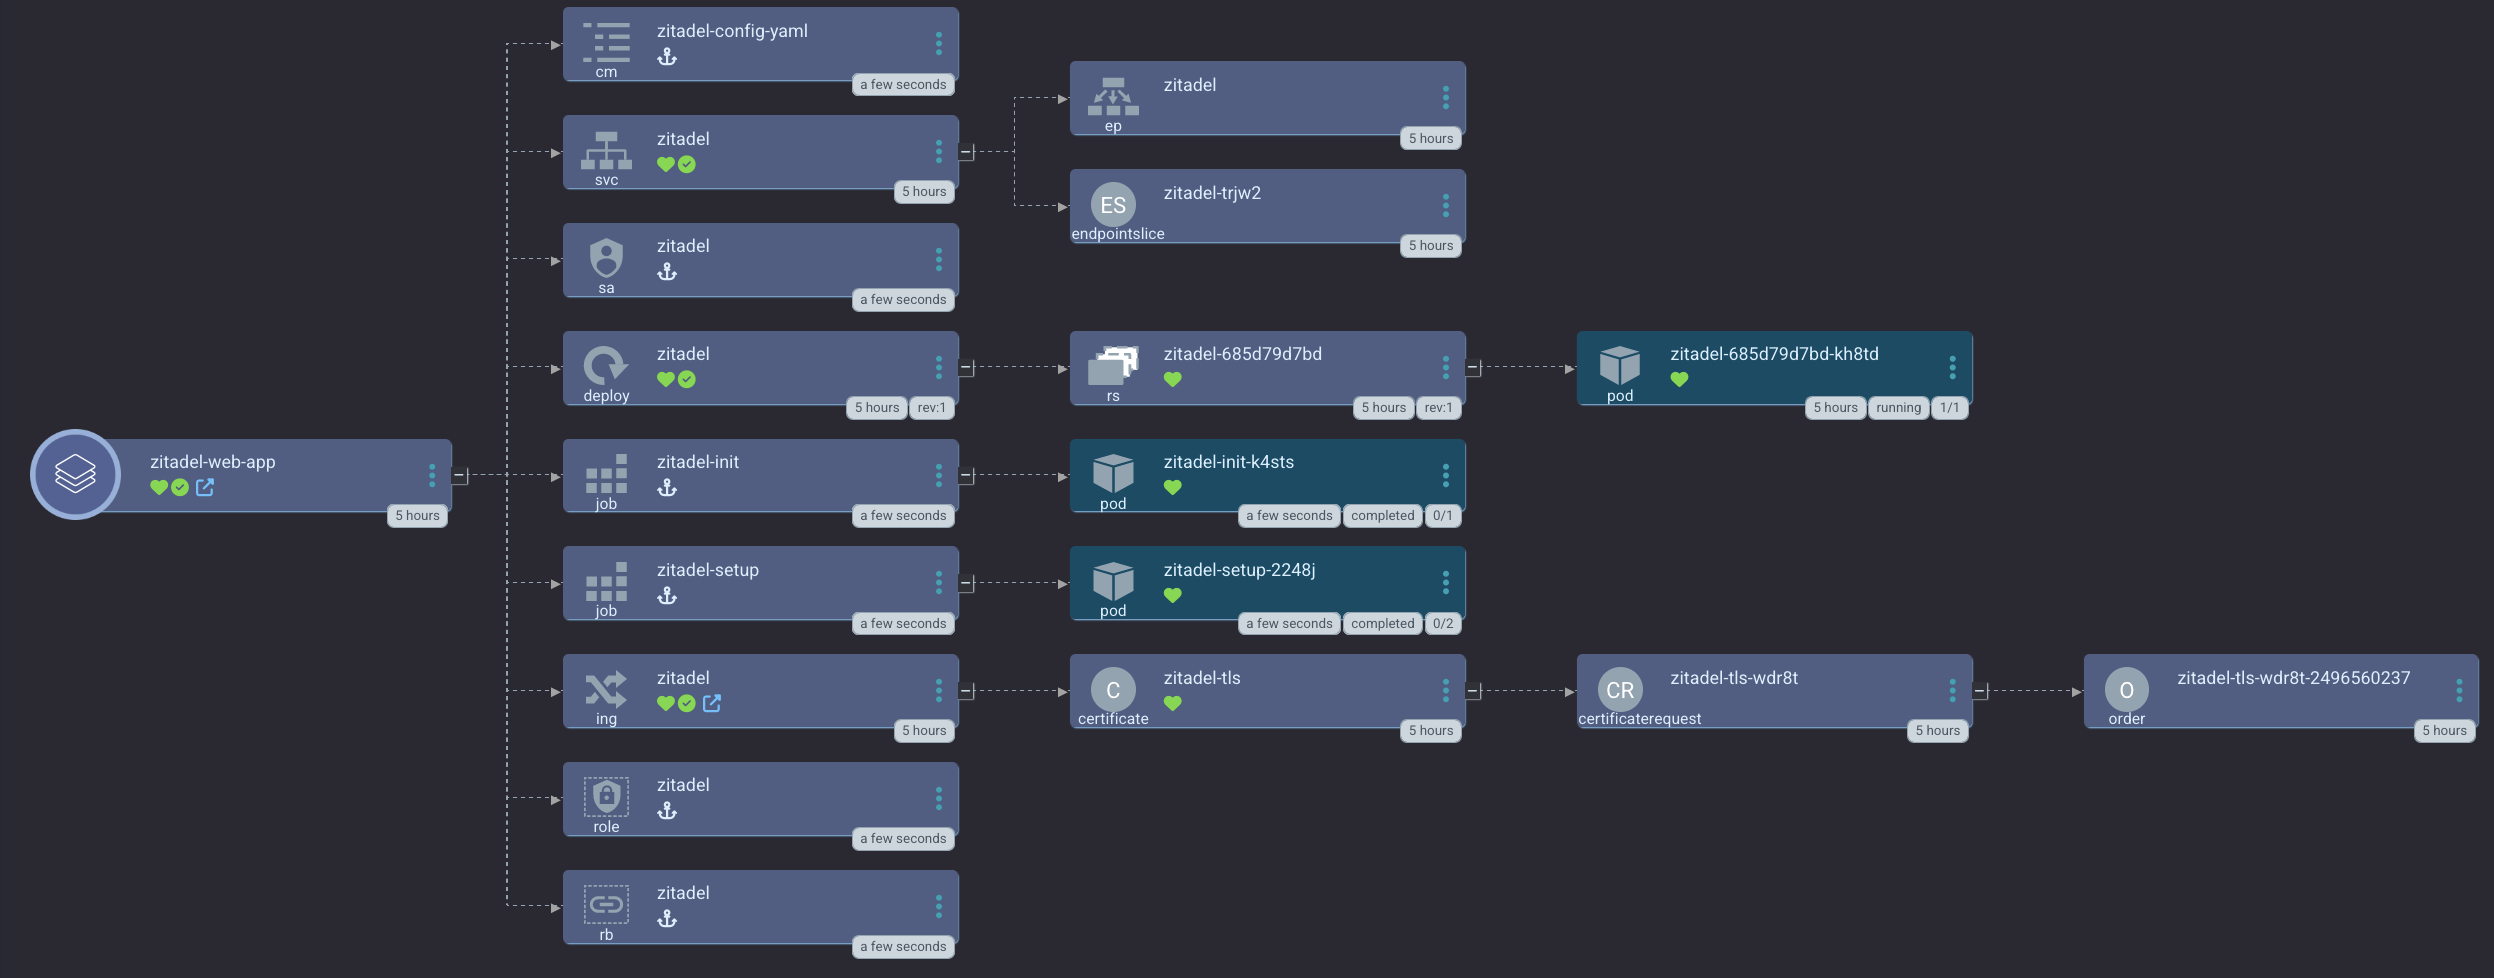 zitadel-web-app
5 hours
zitadel-config-yaml
cm
a few seconds
zitadel
svc
5 hours
zitadel
ep
5 hours
ES
zitadel-trjw2
endpointslice
5 hours
zitadel
sa
a few seconds
zitadel
deploy
5 hours rev:1
zitadel-685d79d7bd
rs
5 hours rev:1
zitadel-685d79d7bd-kh8td
pod
5 hours running 1/1
zitadel-init
job
a few seconds
zitadel-init-k4sts
pod
a few seconds completed 0/1
zitadel-setup
job
a few seconds
zitadel-setup-2248j
pod
a few seconds completed 0/2
zitadel
ing
5 hours
C
zitadel-tls
certificate
5 hours
CR
zitadel-tls-wdr8t
certificaterequest
5 hours
O
zitadel-tls-wdr8t-2496560237
order
5 hours
zitadel
role
a few seconds
zitadel
rb
a few seconds